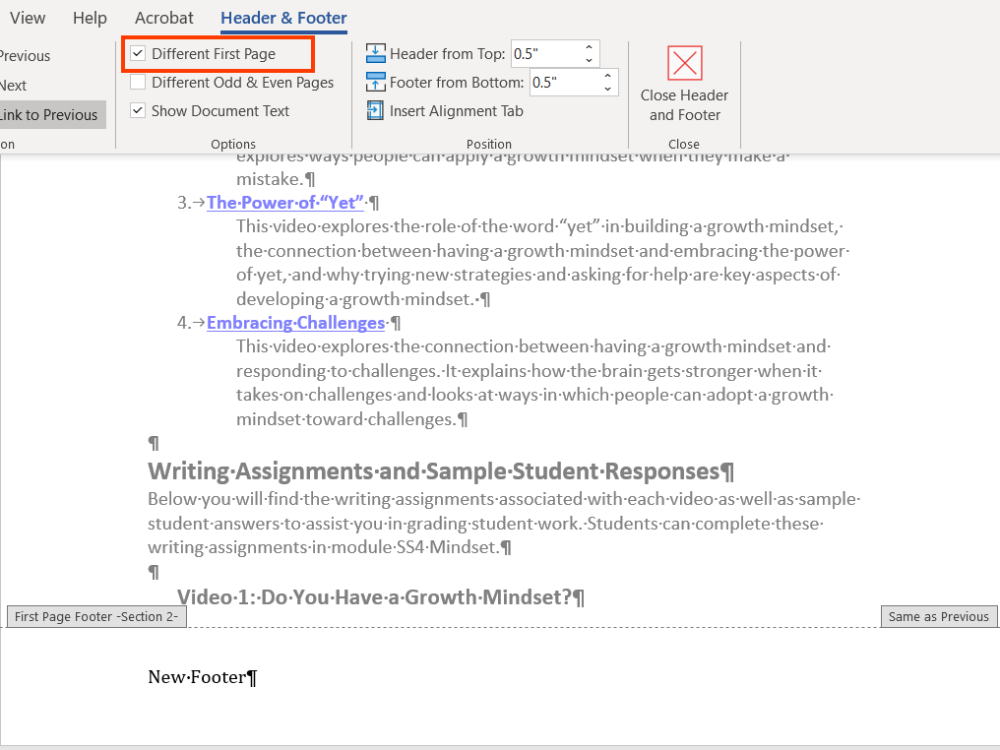 View Help Acrobat Header & Footer
Previous
Different First Page
Header from Top: 0.5"
Next
Different Odd & Even Pages
Footer from Bottom: 0.5"
Link to Previous
Show Document Text
Insert Alignment Tab
Close Header
and Footer
on
Options
Position
Close
explores·ways·people·can·apply·a·growth·mindset·when·they·make·a·
mistake.¶
3.→The·Power·of·“Yet”·¶
This·video·explores·the·role·of·the·word·“yet”·in·building·a·growth·mindset,·
the·connection·between·having·a·growth·mindset·and·embracing·the·power·
of·yet,·and·why·trying·new·strategies·and·asking·for·help·are·key·aspects·of·
developing·a·growth·mindset.·¶
4.→Embracing·Challenges·¶
This·video·explores·the·connection·between·having·a·growth·mindset·and·
responding·to·challenges.·It·explains·how·the·brain·gets·stronger·when·it·
takes·on·challenges·and·looks·at·ways·in·which·people·can·adopt·a·growth·
mindset·toward·challenges.¶
¶
Writing·Assignments·and·Sample·Student·Responses¶
Below·you·will·find·the·writing·assignments·associated·with·each·video·as·well·as·sample·
student·answers·to·assist·you·in·grading·student·work.·Students·can·complete·these·
writing·assignments·in·module·SS4·Mindset.¶
¶
Video·1:·Do·You·Have·a·Growth·Mindset?¶
First Page Footer -Section 2-
Same as Previous
New·Footer¶